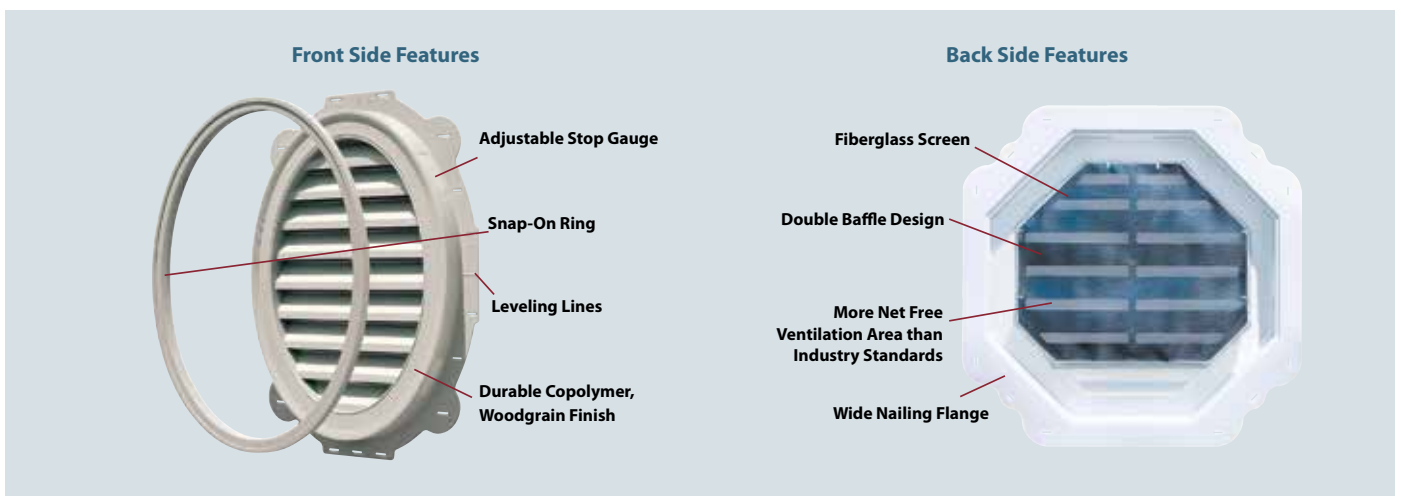 Front Side Features
Adjustable Stop Gauge
Snap-On Ring
Leveling Lines
Durable Copolymer,
Woodgrain Finish
Back Side Features
Fiberglass Screen
Double Baffle Design
More Net Free
Ventilation Area than
Industry Standards
Wide Nailing Flange